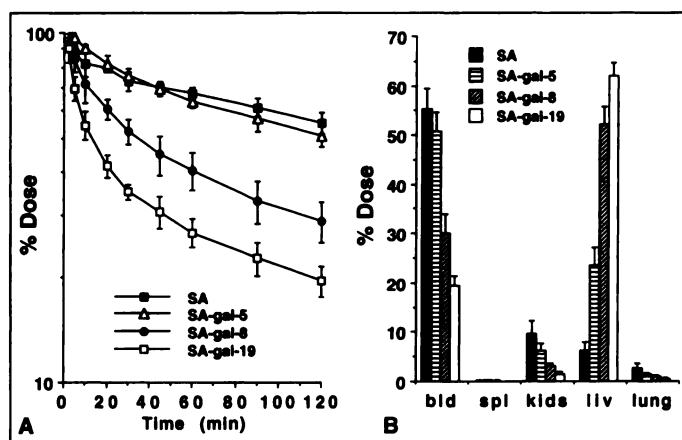 100
% Dose
10
SA
SA-gal-5
SA-gal-8
SA-gal-19
0 20 40 60 80 100 120
A Time (min)
70
60
50
40
30
20
10
0
% Dose
SA
SA-gal-5
SA-gal-8
SA-gal-19
bld spl kids liv lung
B